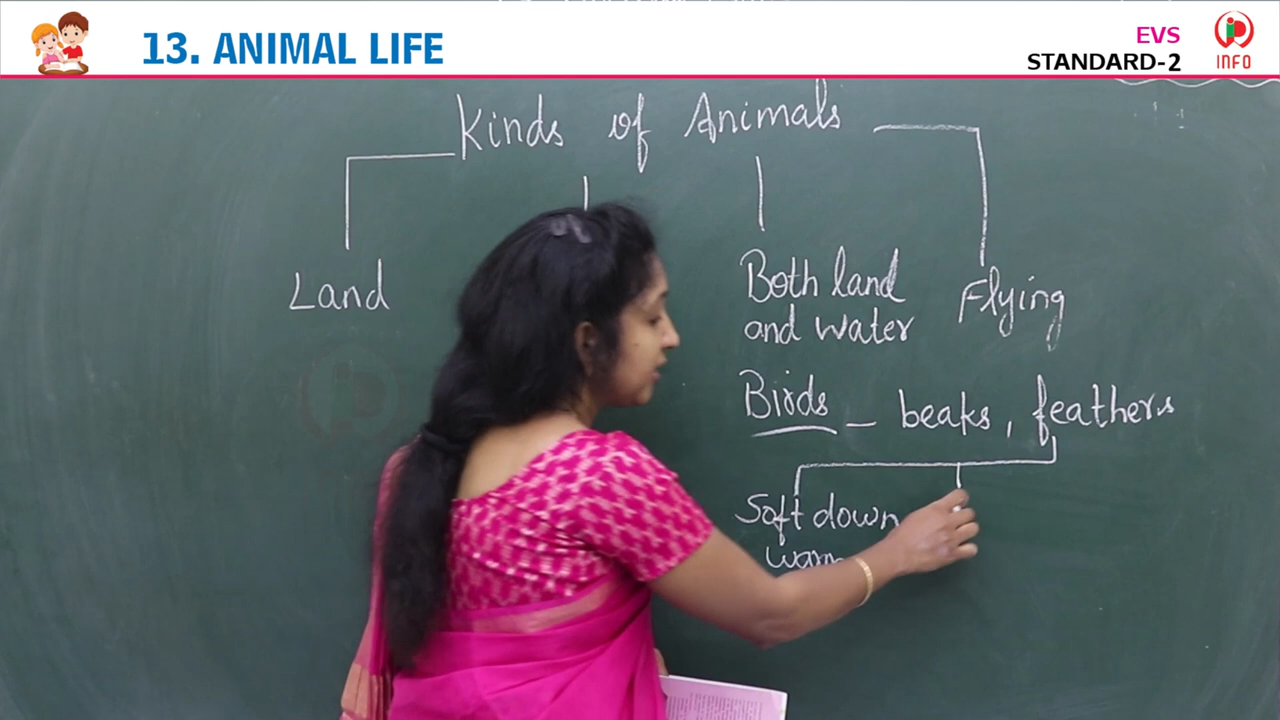 13. ANIMAL LIFE
EVS
STANDARD-2
INFO
Kinds of Animals
Land
Both land
and water
Flying
Birds - beaks, feathers
Soft down